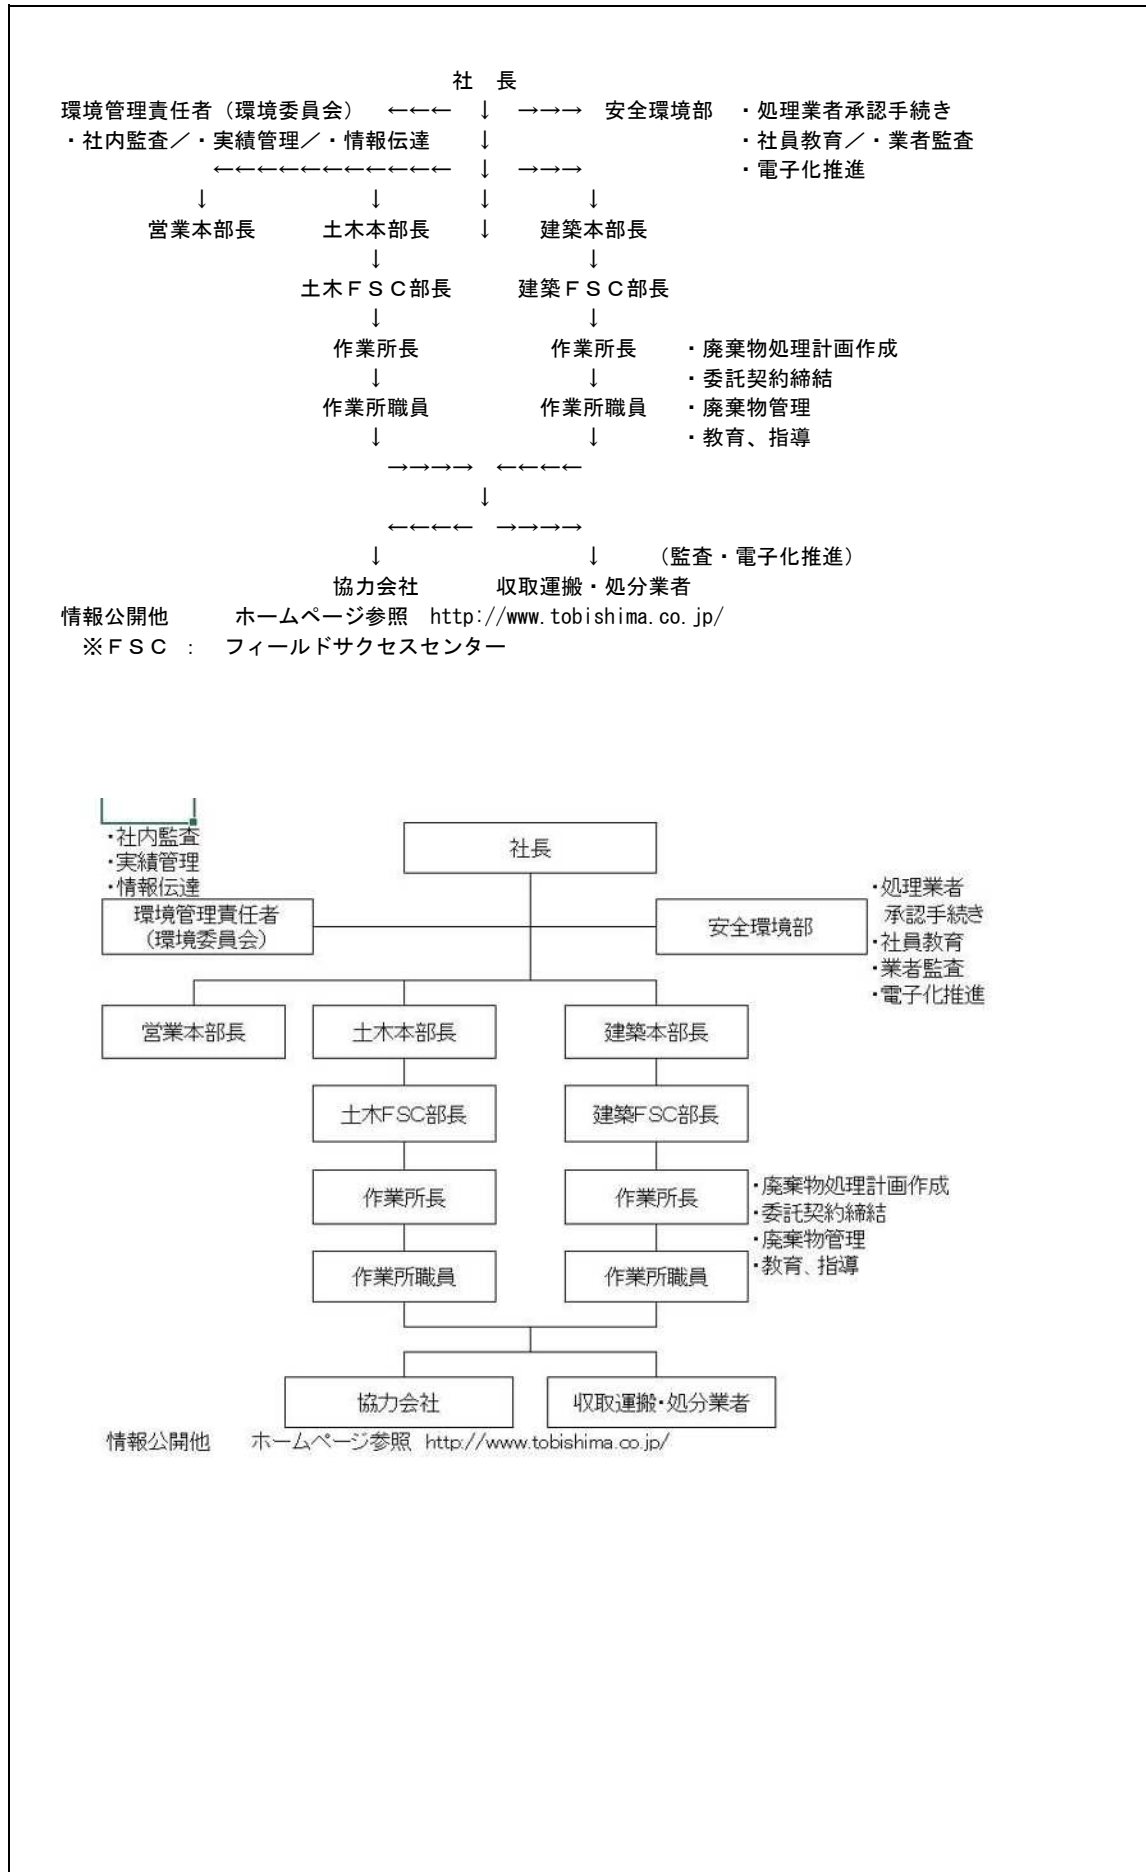 社　長
環境管理責任者（環境委員会）　←←←　↓　→→→　安全環境部　・処理業者承認手続き
・社内監査／・実績管理／・情報伝達　↓　・社員教育／・業者監査
←←←←←←←←←←←　↓　→→→　・電子化推進
↓　↓　↓　↓
営業本部長　土木本部長　↓　建築本部長
↓　↓
土木ＦＳＣ部長　建築ＦＳＣ部長
↓　↓
作業所長　作業所長　・廃棄物処理計画作成
↓　↓　・委託契約締結
作業所職員　作業所職員　・廃棄物管理
↓　↓　・教育、指導
→→→→　←←←←
↓
←←←←　→→→→
↓　↓　（監査・電子化推進）
協力会社　収取運搬・処分業者
情報公開他　ホームページ参照　http://www.tobishima.co.jp/
※ＦＳＣ　：　フィールドサクセスセンター
・社内監査
・実績管理
・情報伝達
社長
環境管理責任者
（環境委員会）
安全環境部
・処理業者
承認手続き
・社員教育
・業者監査
・電子化推進
営業本部長　土木本部長　建築本部長
土木FSC部長　建築FSC部長
作業所長　作業所長
・廃棄物処理計画作成
・委託契約締結
・廃棄物管理
・教育、指導
作業所職員　作業所職員
協力会社　収取運搬・処分業者
情報公開他　ホームページ参照　http://www.tobishima.co.jp/